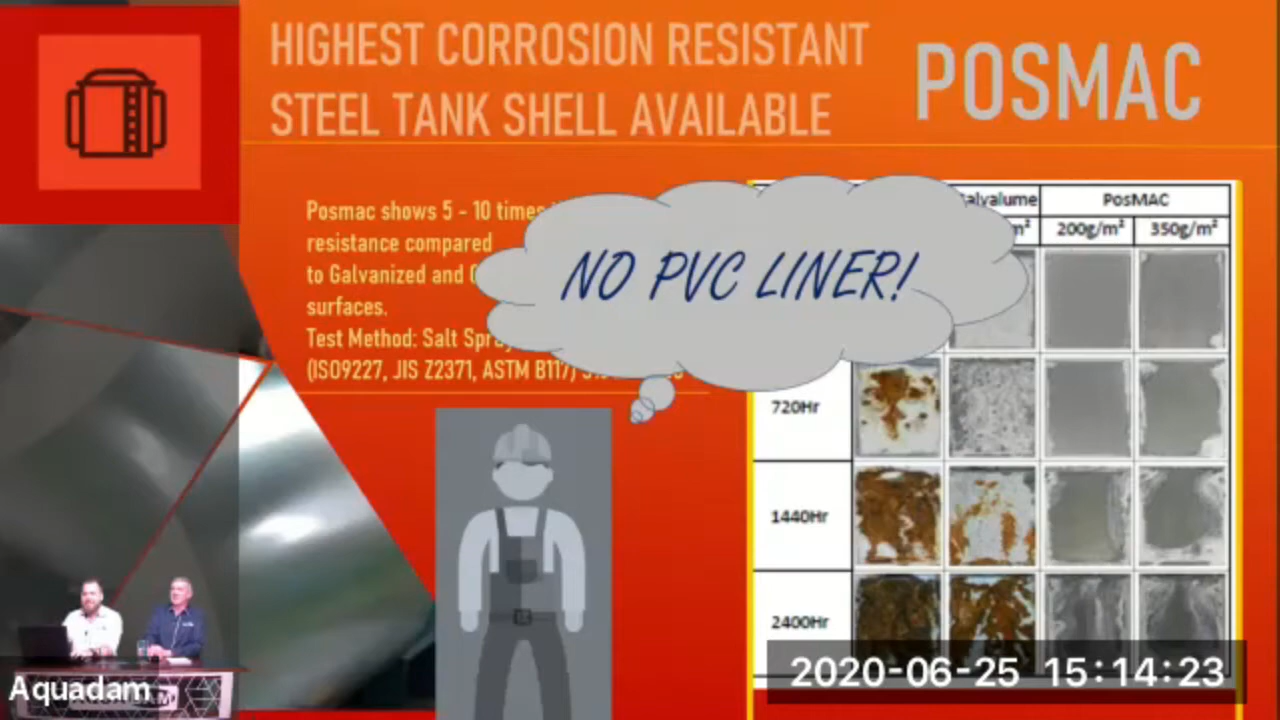 HIGHEST CORROSION RESISTANT
STEEL TANK SHELL AVAILABLE
POSMAC
Posmac shows 5 - 10 times
resistance compared
to Galvanized and
surfaces.
Test Method: Salt Spray
(ISO9227, JIS Z2371, ASTM B117)
NO PVC LINER!
PosMAC
200g/m² 350g/m²
720Hr
1440Hr
2400Hr
2020-06-25 15:14:23
Aquadam